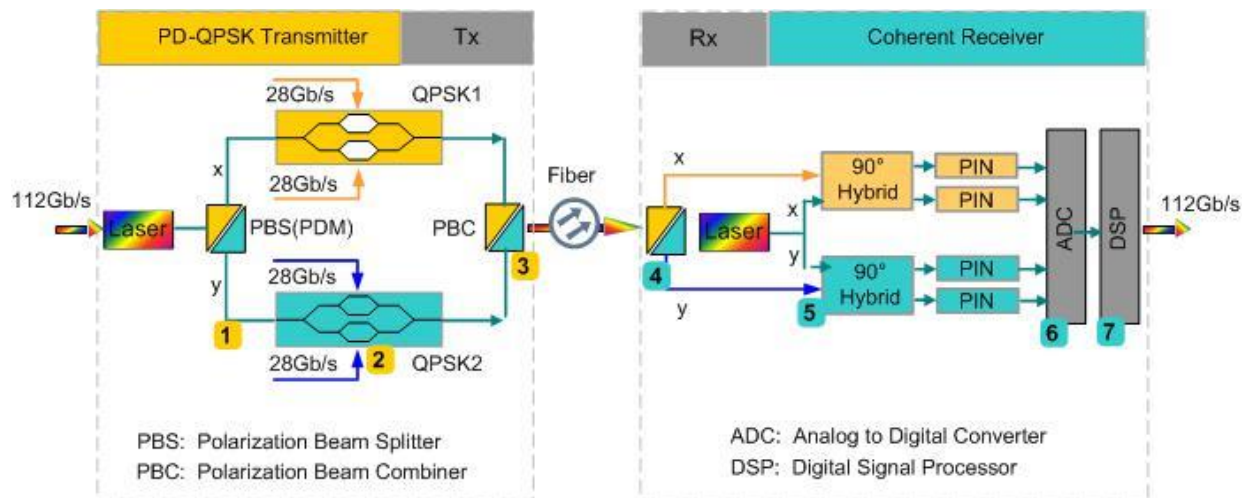 PD-QPSK Transmitter
Tx
Rx
Coherent Receiver
28Gb/s
QPSK1
28Gb/s
x
112Gb/s
Laser
PBS(PDM)
PBC
3
Fiber
y
28Gb/s
1
2
28Gb/s
QPSK2
x
90°
Hybrid
PIN
PIN
Laser
x
y
4
y
90°
Hybrid
5
PIN
PIN
ADC
6
DSP
7
112Gb/s
PBS: Polarization Beam Splitter
PBC: Polarization Beam Combiner
ADC: Analog to Digital Converter
DSP: Digital Signal Processor